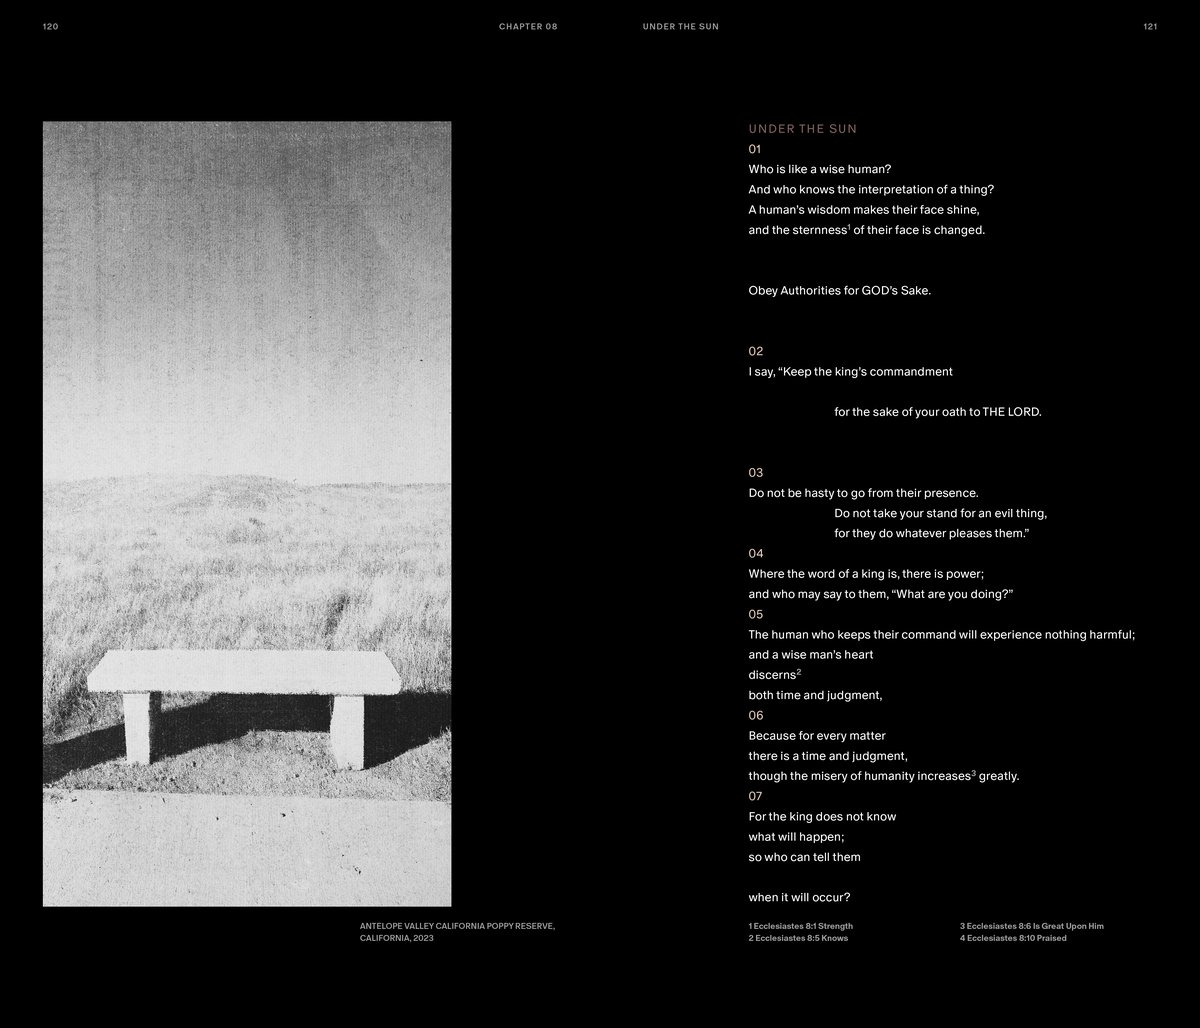 120
CHAPTER 08
UNDER THE SUN
121
UNDER THE SUN
01
Who is like a wise human?
And who knows the interpretation of a thing?
A human's wisdom makes their face shine,
and the sternness¹ of their face is changed.
Obey Authorities for GOD's Sake.
02
I say, “Keep the king's commandment
for the sake of your oath to THE LORD.
03
Do not be hasty to go from their presence.
Do not take your stand for an evil thing,
for they do whatever pleases them.”
04
Where the word of a king is, there is power;
and who may say to them, “What are you doing?”
05
The human who keeps their command will experience nothing harmful;
and a wise man's heart
discerns²
both time and judgment,
06
Because for every matter
there is a time and judgment,
though the misery of humanity increases³ greatly.
07
For the king does not know
what will happen;
so who can tell them
when it will occur?
ANTELOPE VALLEY CALIFORNIA POPPY RESERVE,
CALIFORNIA, 2023
1 Ecclesiastes 8:1 Strength
2 Ecclesiastes 8:5 Knows
3 Ecclesiastes 8:6 Is Great Upon Him
4 Ecclesiastes 8:10 Praised